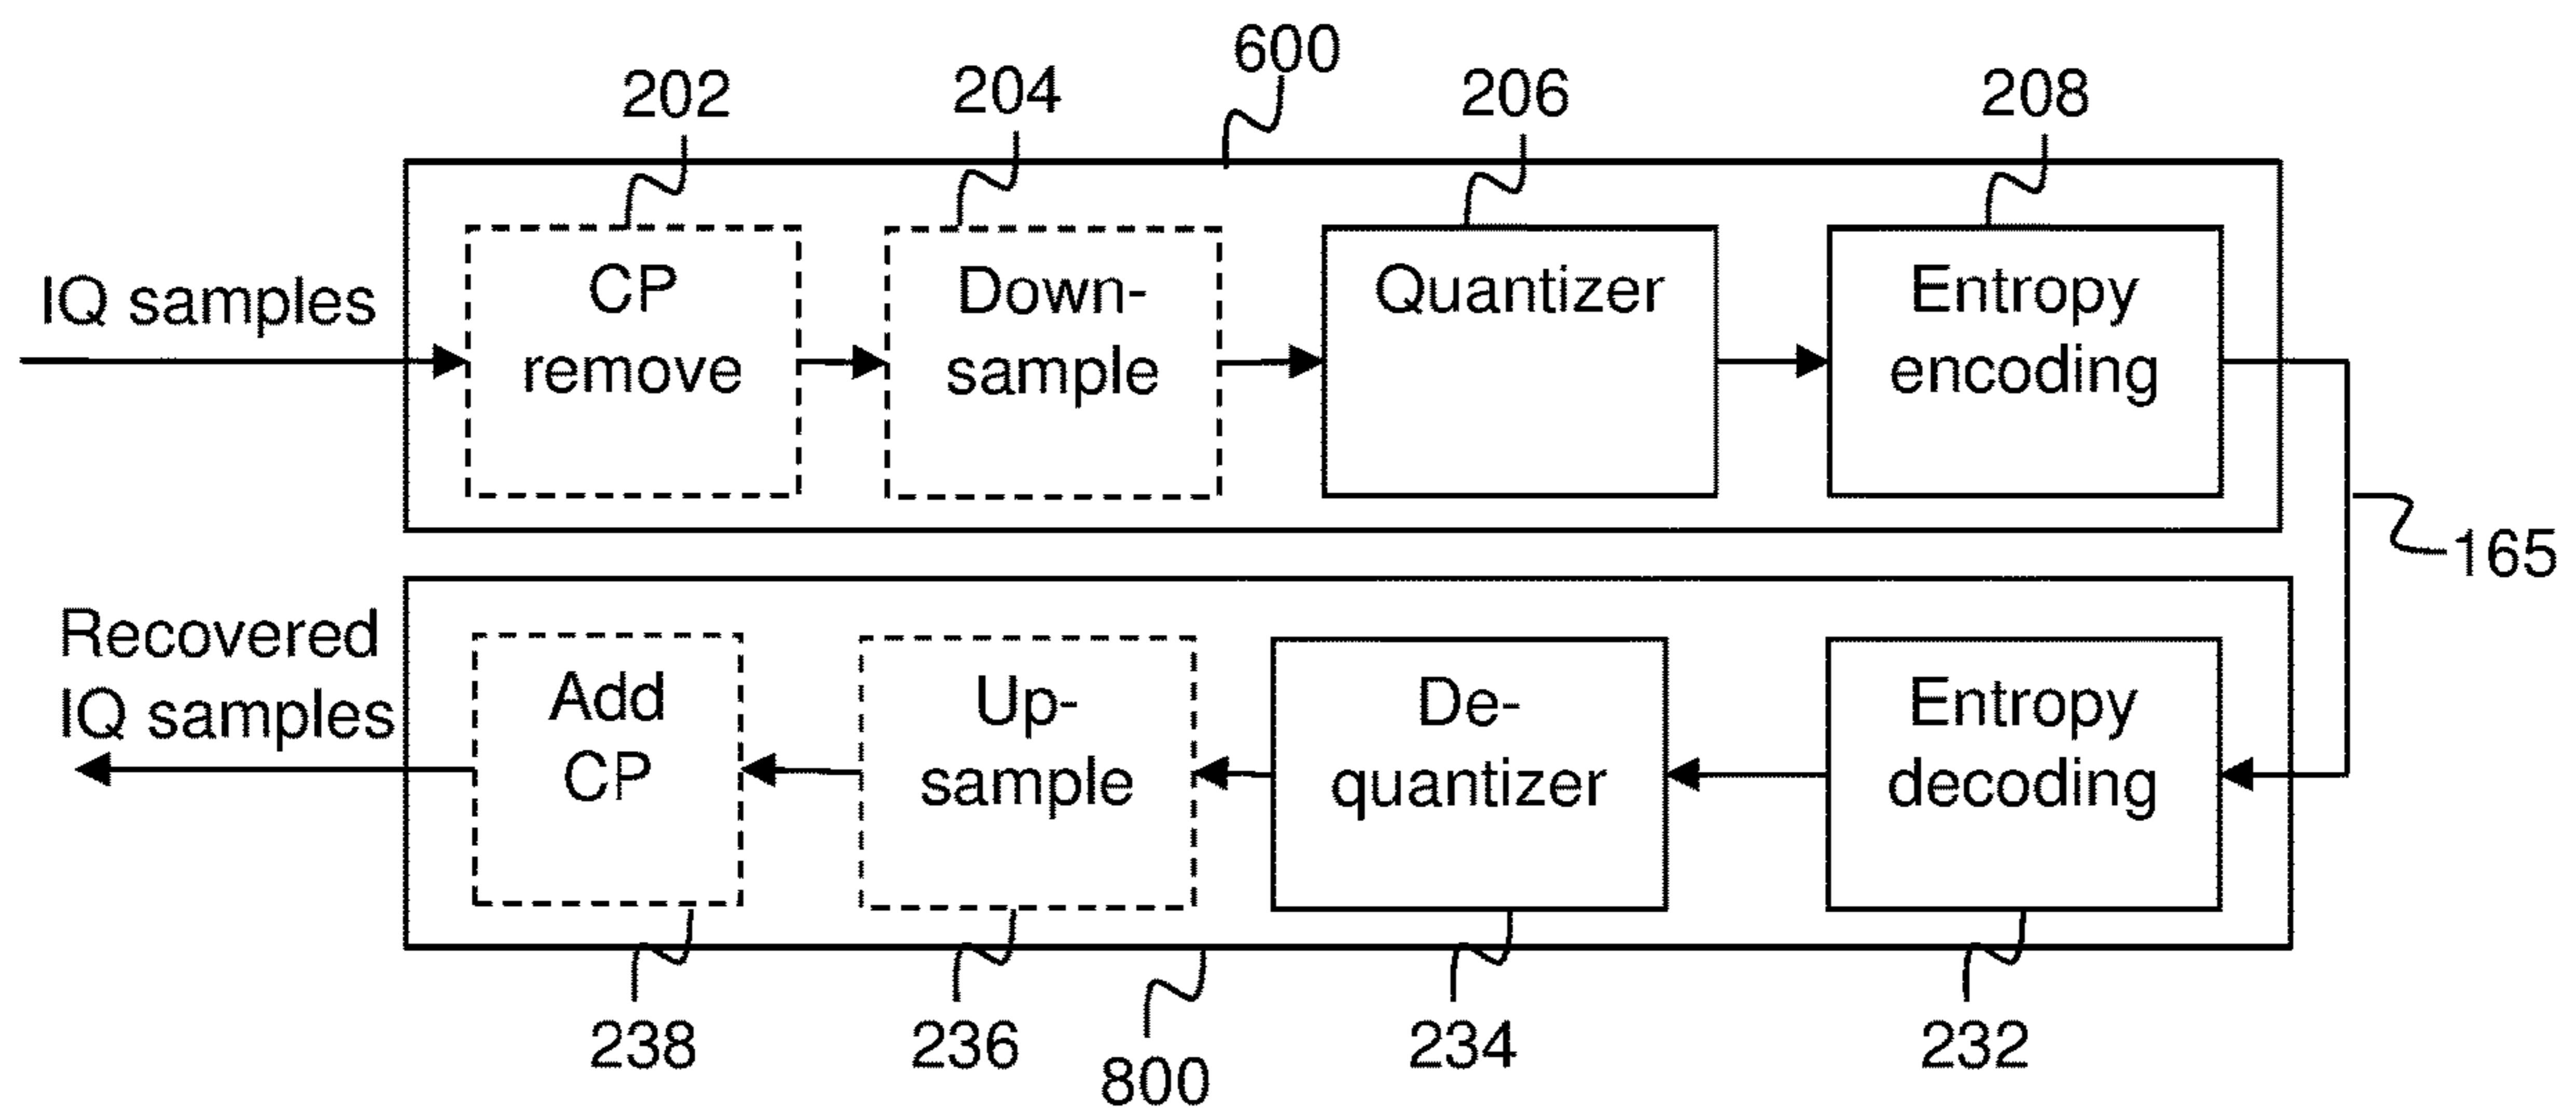 600
202
204
206
208
IQ samples
CP
remove
Down-
sample
Quantizer
Entropy
encoding
165
Recovered
IQ samples
Add
CP
Up-
sample
De-
quantizer
Entropy
decoding
238
236
800
234
232